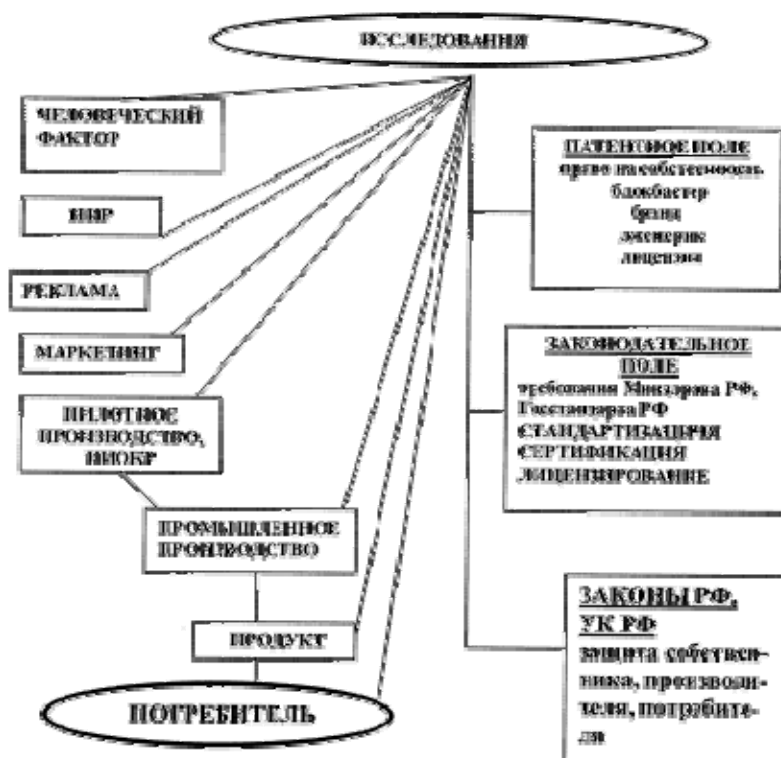 ИССЛЕДОВАНИЯ
ЧЕЛОВЕЧЕСКИЙ
ФАКТОР
НИР
РЕКЛАМА
МАРКЕТИНГ
ПИЛОТНОЕ
ПРОИЗВОДСТВО,
НИОКР
ПРОМЫШЛЕННОЕ
ПРОИЗВОДСТВО
ПРОДУКТ
ПОТРЕБИТЕЛЬ
ПАТЕНТНОЕ ПОЛЕ
право на собственность
блокбастер
брэнд
дженерик
лицензия
ЗАКОНОДАТЕЛЬНОЕ
ПОЛЕ
требования Минздрава РФ,
Госстандарта РФ
СТАНДАРТИЗАЦИЯ
СЕРТИФИКАЦИЯ
ЛИЦЕНЗИРОВАНИЕ
ЗАКОНЫ РФ,
УК РФ
защита собствен-
ника, производи-
теля, потребите-
ля